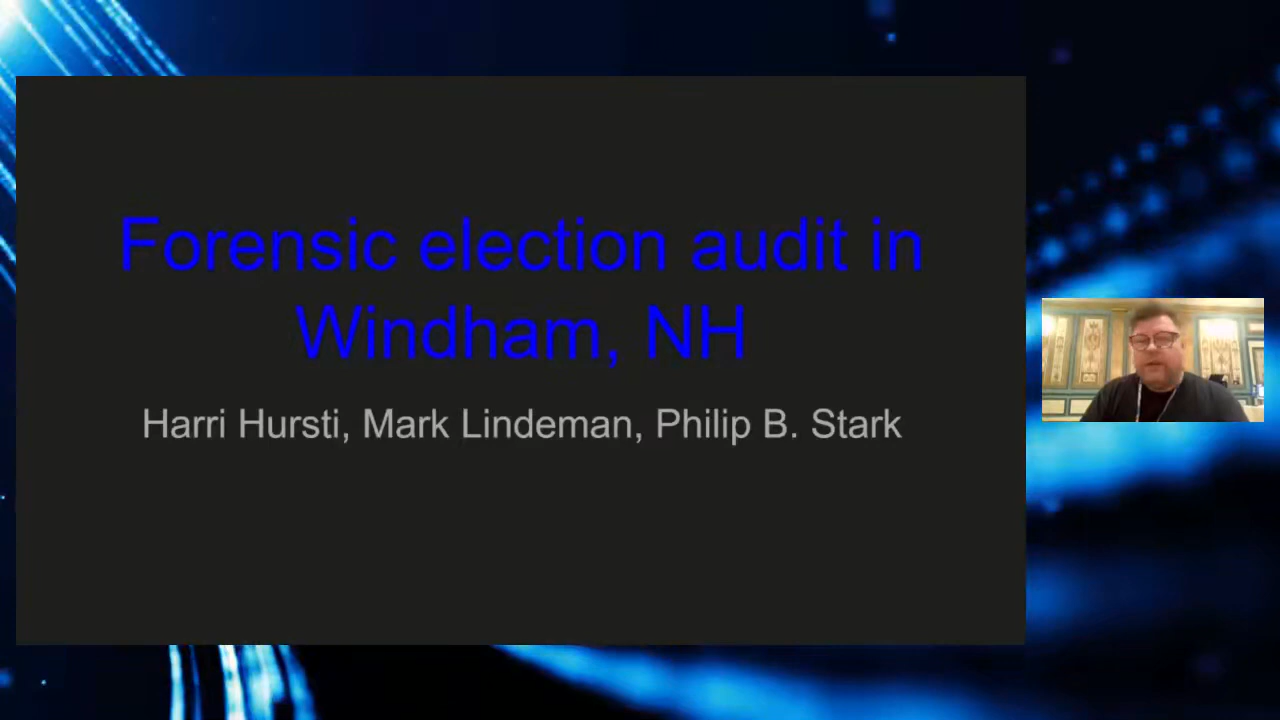 Forensic election audit in
Windham, NH
Harri Hursti, Mark Lindeman, Philip B. Stark